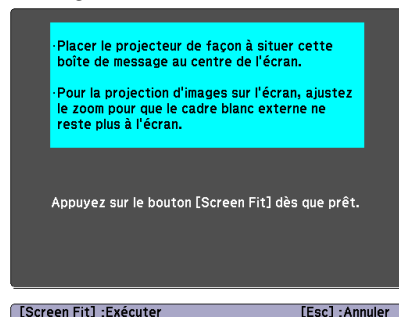 ·Placer le projecteur de façon à situer cette
boîte de message au centre de l'écran.
·Pour la projection d'images sur l'écran, ajustez
le zoom pour que le cadre blanc externe ne
reste plus à l'écran.
Appuyez sur le bouton [Screen Fit] dès que prêt.
[Screen Fit] :Exécuter [Esc] :Annuler